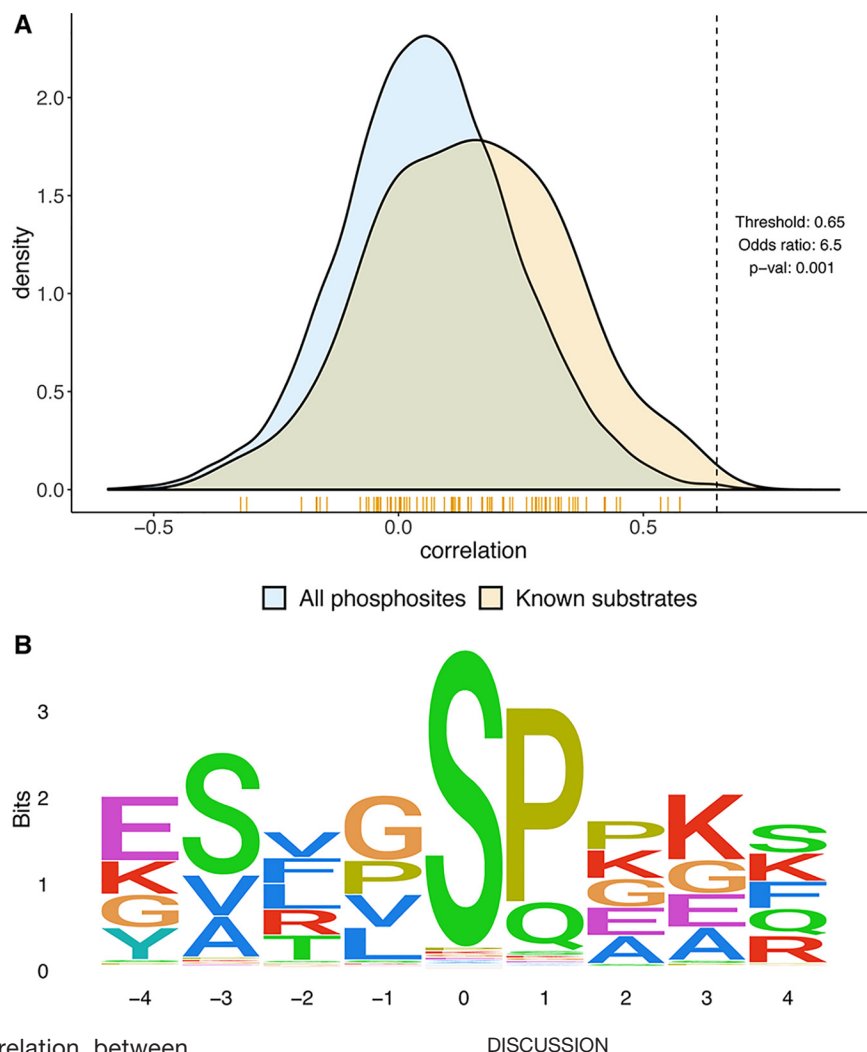 A
2.0
1.5
1.0
0.5
0.0
density
Threshold: 0.65
Odds ratio: 6.5
p−val: 0.001
−0.5 0.0 0.5
correlation
All phosphosites Known substrates
B
Bits
3
2
1
0
E K G Y
S V A
V F L R T
G P V L
S
P Q
P K G E A
K G E A
S K F Q R
−4 −3 −2 −1 0 1 2 3 4
between
DISCUSSION